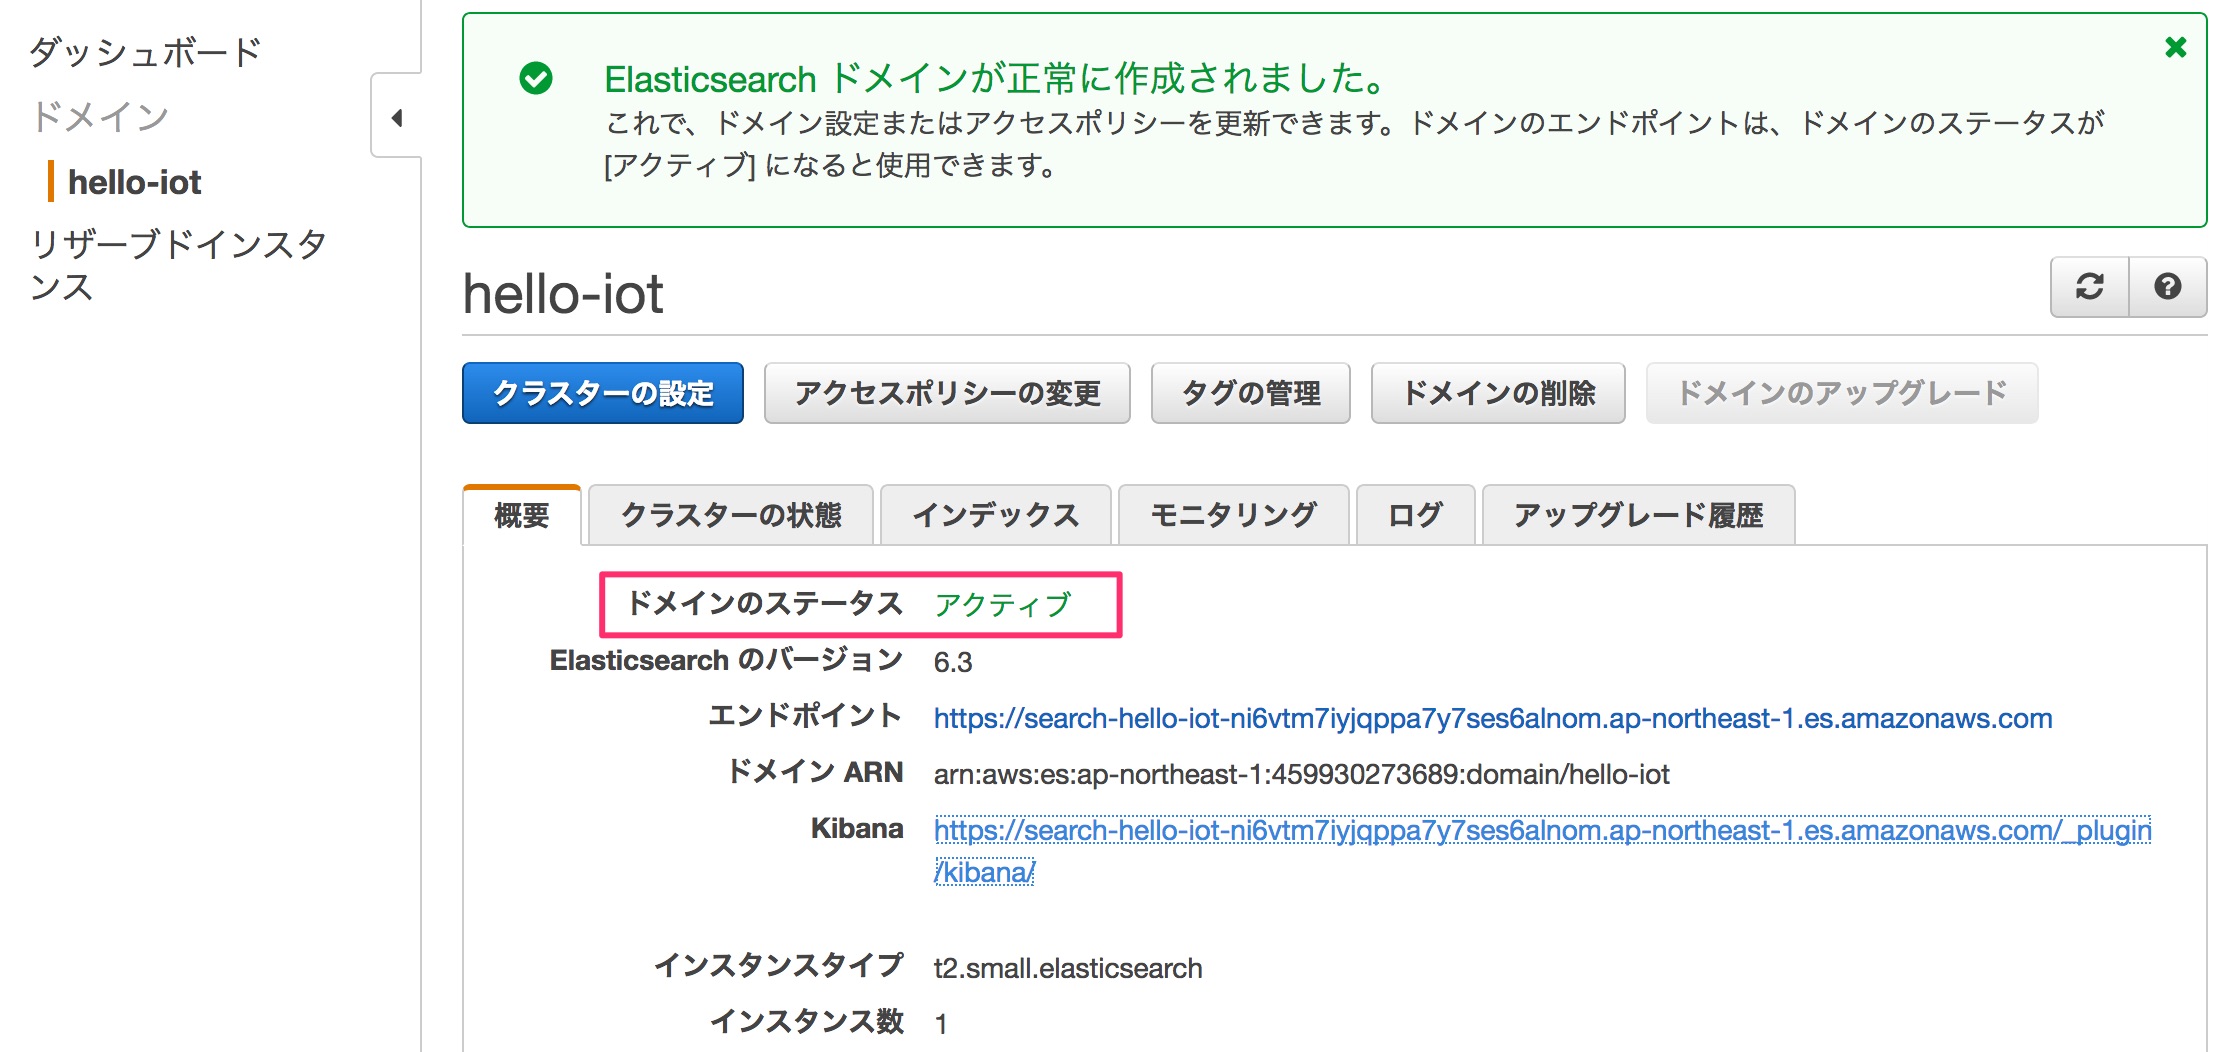 ダッシュボード
ドメイン
hello-iot
リザーブドインスタ
ンス
Elasticsearch ドメインが正常に作成されました。
これで、ドメイン設定またはアクセスポリシーを更新できます。ドメインのエンドポイントは、ドメインのステータスが
[アクティブ] になると使用できます。
hello-iot
クラスターの設定 アクセスポリシーの変更 タグの管理 ドメインの削除 ドメインのアップグレード
概要 クラスターの状態 インデックス モニタリング ログ アップグレード履歴
ドメインのステータス アクティブ
Elasticsearch のバージョン 6.3
エンドポイント https://search-hello-iot-ni6vtm7iyjqppa7y7ses6alnom.ap-northeast-1.es.amazonaws.com
ドメイン ARN arn:aws:es:ap-northeast-1:459930273689:domain/hello-iot
Kibana https://search-hello-iot-ni6vtm7iyjqppa7y7ses6alnom.ap-northeast-1.es.amazonaws.com/_plugin
/kibana/
インスタンスタイプ t2.small.elasticsearch
インスタンス数 1